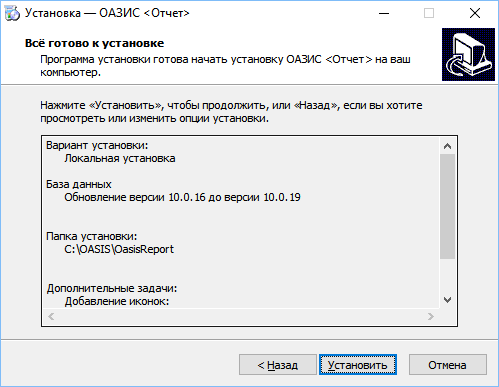 Установка — ОАЗИС <Отчет>
Всё готово к установке
Программа установки готова начать установку ОАЗИС <Отчет> на ваш
компьютер.
Нажмите «Установить», чтобы продолжить, или «Назад», если вы хотите
просмотреть или изменить опции установки.
Вариант установки:
Локальная установка
База данных
Обновление версии 10.0.16 до версии 10.0.19
Папка установки:
C:\OASIS\OasisReport
Дополнительные задачи:
Добавление иконок:
< Назад
Установить
Отмена